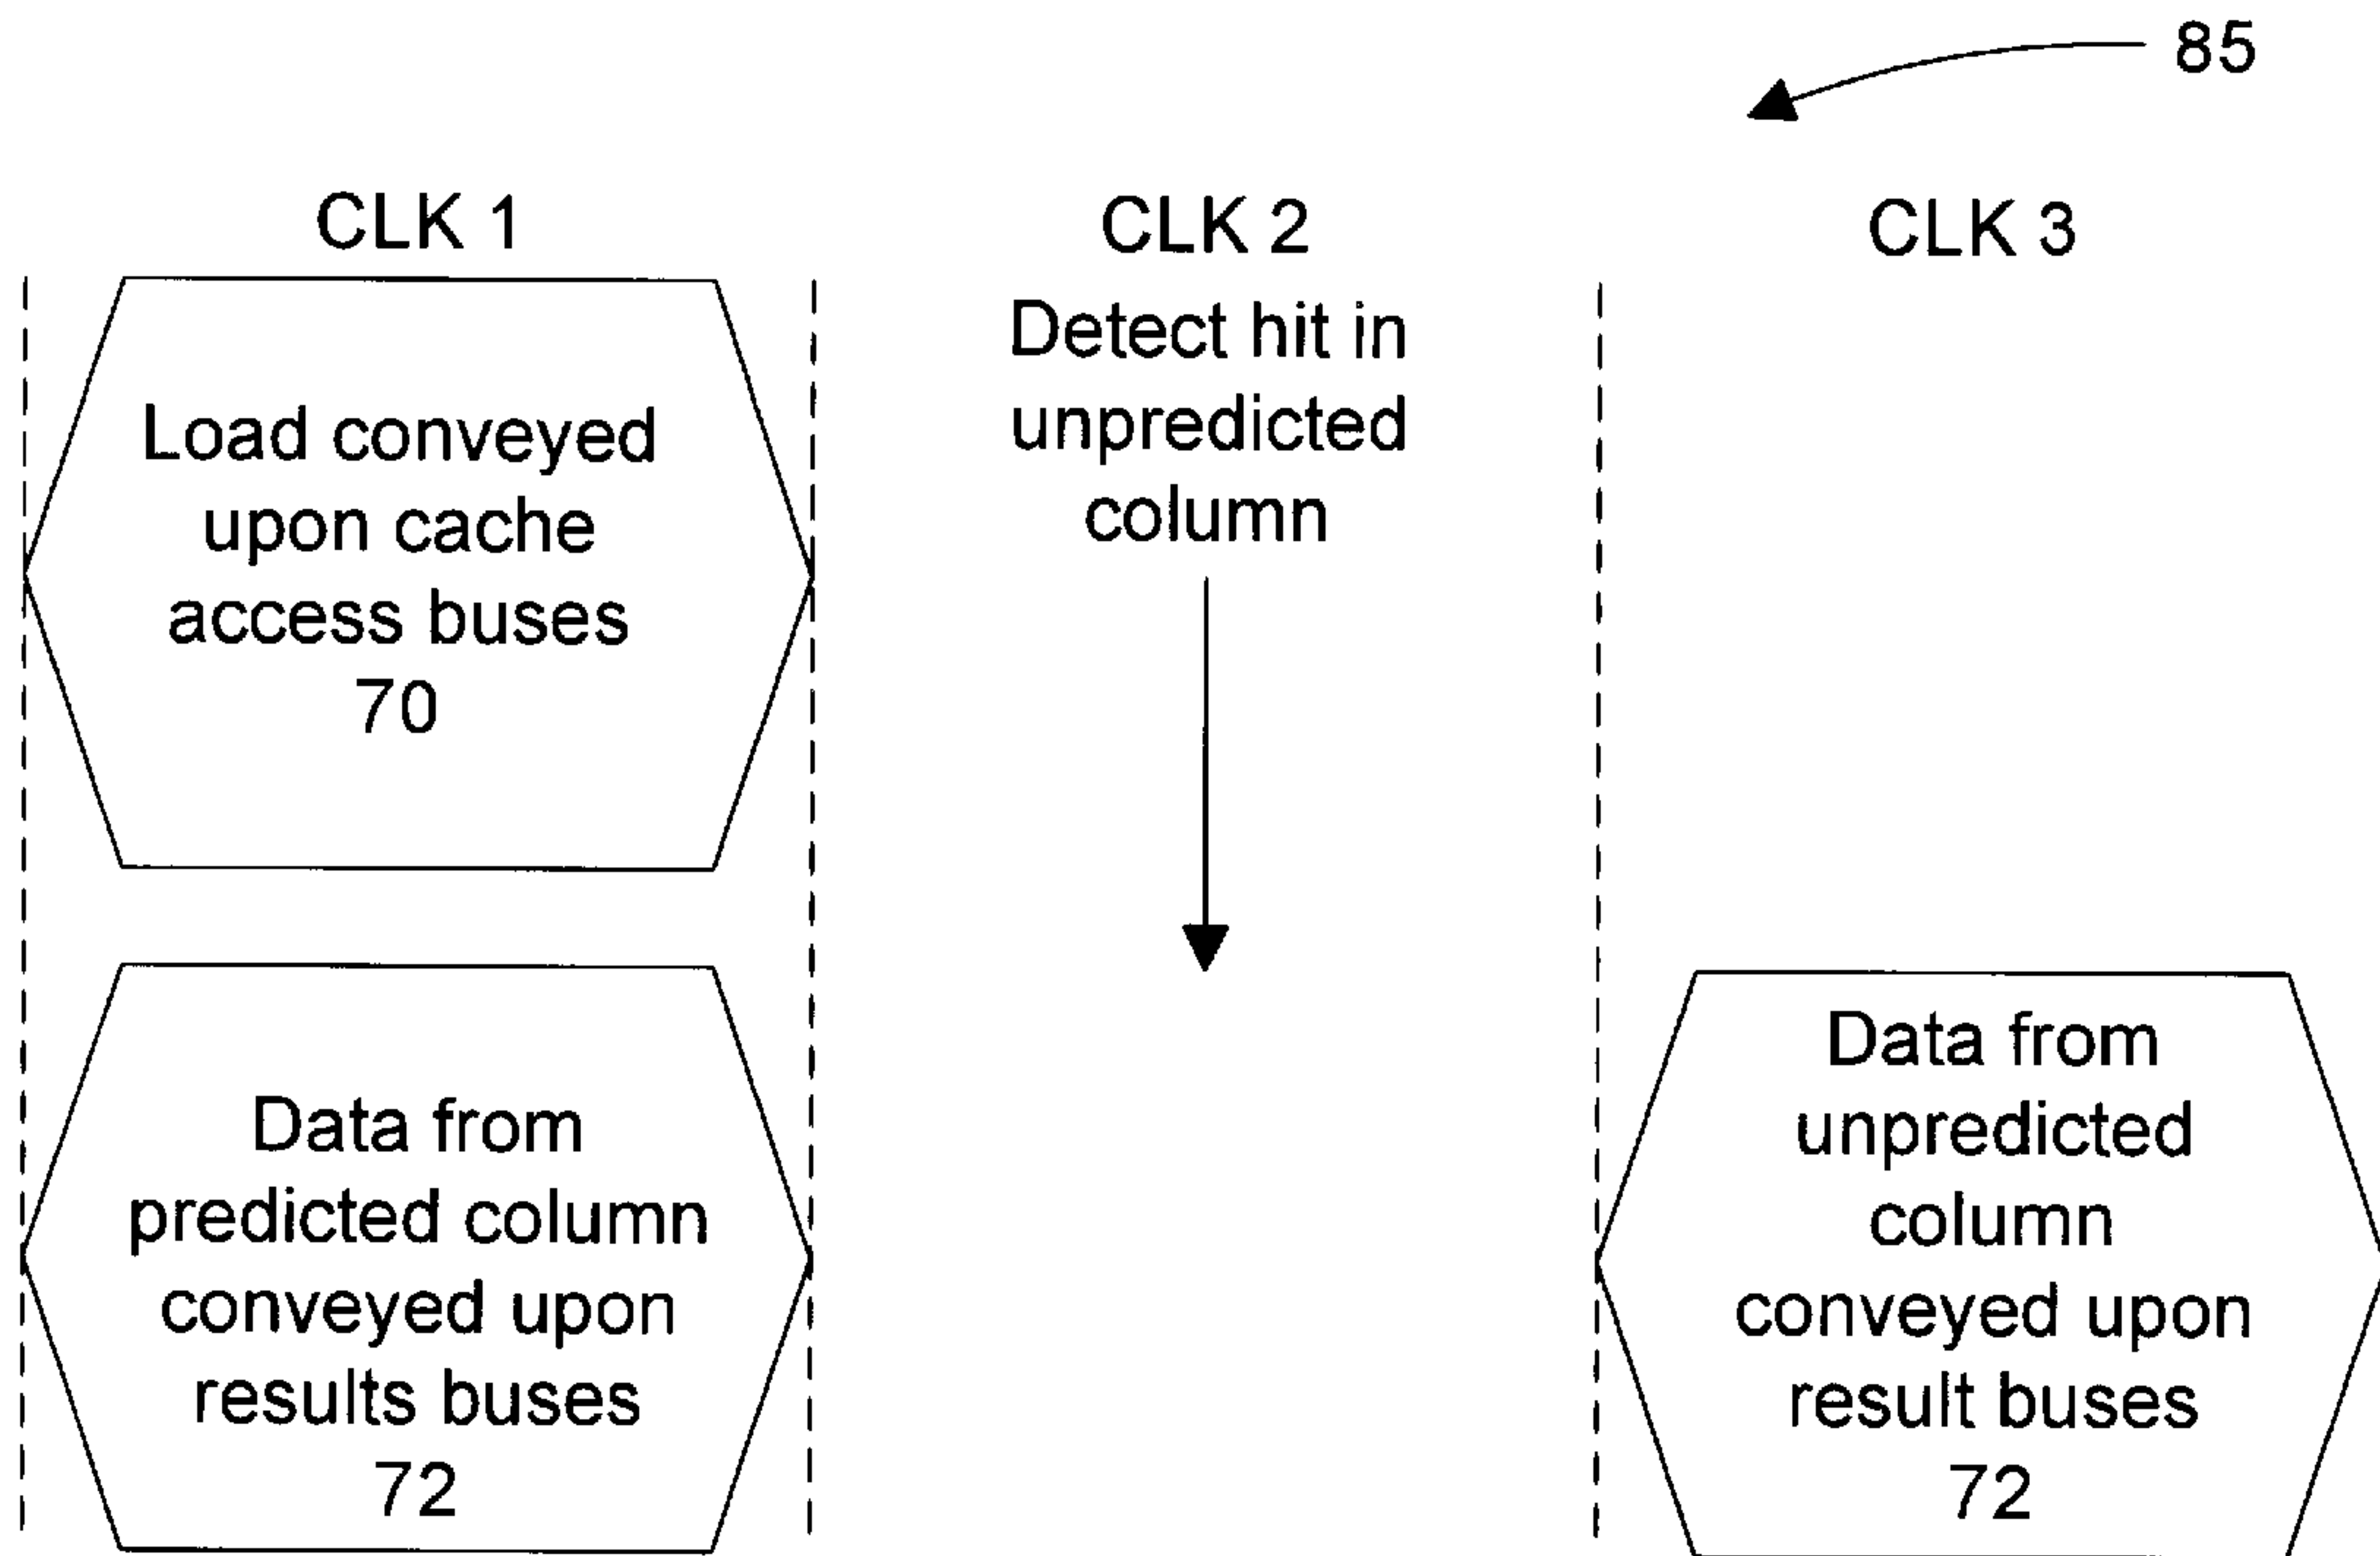 85
CLK 1
CLK 2
CLK 3
Load conveyed
upon cache
access buses
70
Detect hit in
unpredicted
column
Data from
predicted column
conveyed upon
results buses
72
Data from
unpredicted
column
conveyed upon
result buses
72